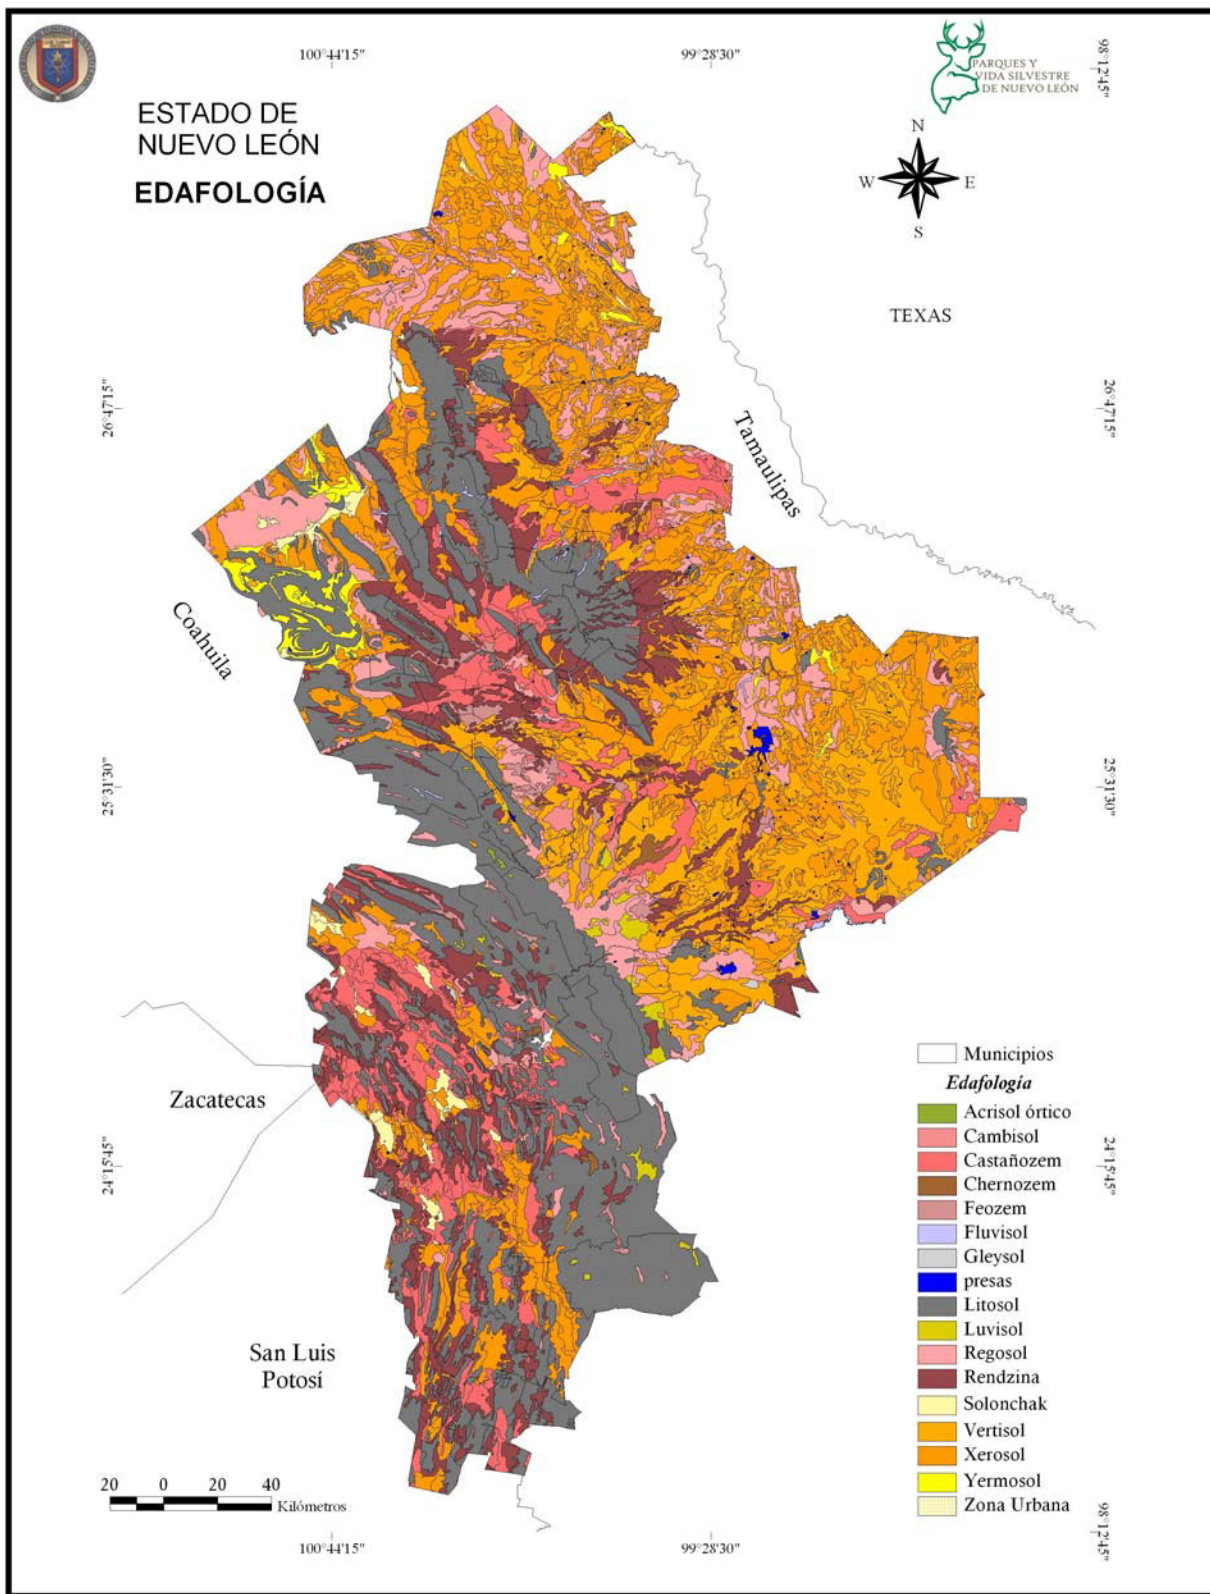 100°44'15"
99°28'30"
98°12'45"
PARQUES Y
VIDA SILVESTRE
DE NUEVO LEÓN
ESTADO DE
NUEVO LEÓN
EDAFOLOGÍA
N
W
E
S
TEXAS
26°47'15"
26°47'15"
Tamaulipas
Coahuila
25°31'30"
25°31'30"
Zacatecas
24°15'45"
24°15'45"
San Luis
Potosí
Municipios
Edafología
Acrisol órtico
Cambisol
Castañozem
Chernozem
Feozem
Fluvisol
Gleysol
presas
Litosol
Luvisol
Regosol
Rendzina
Solonchak
Vertisol
Xerosol
Yermosol
Zona Urbana
20 0 20 40
Kilómetros
100°44'15"
99°28'30"
98°12'45"